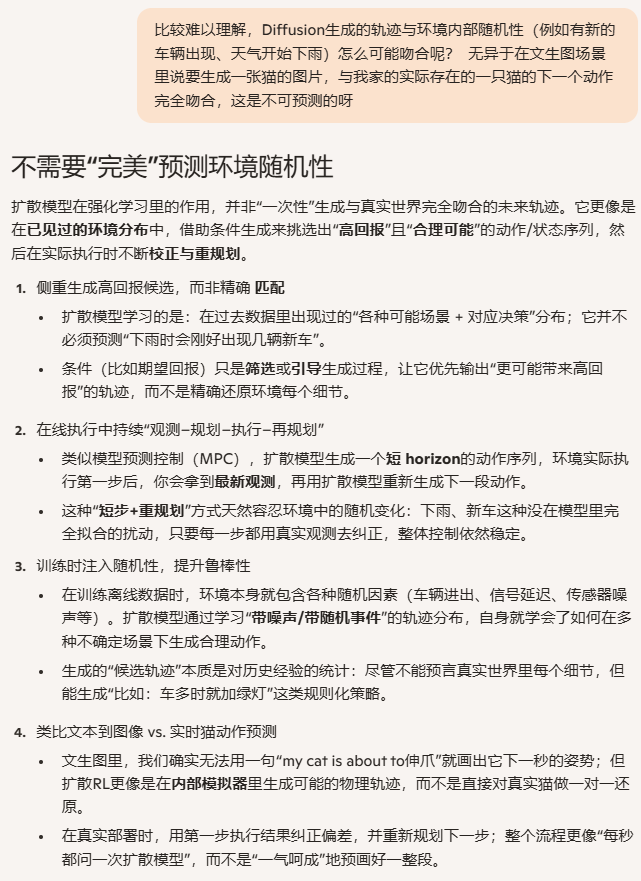 比较难以理解，Diffusion生成的轨迹与环境内部随机性（例如有新的
车辆出现、天气开始下雨）怎么可能吻合呢？ 无异于在文生图场景
里说要生成一张猫的图片，与我家的实际存在的一只猫的下一个动作
完全吻合，这是不可预测的呀
不需要“完美”预测环境随机性
扩散模型在强化学习里的作用，并非“一次性”生成与真实世界完全吻合的未来轨迹。它更像是
在已见过的环境分布中，借助条件生成来挑选出“高回报”且“合理可能”的动作/状态序列，然
后在实际执行时不断校正与重规划。
1. 侧重生成高回报候选，而非精确 匹配
• 扩散模型学习的是：在过去数据里出现过的“各种可能场景 + 对应决策”分布；它并不
必须预测“下雨时会刚好出现几辆新车”。
• 条件（比如期望回报）只是筛选或引导生成过程，让它优先输出“更可能带来高回
报”的轨迹，而不是精确还原环境每个细节。
2. 在线执行中持续“观测–规划–执行–再规划”
• 类似模型预测控制（MPC），扩散模型生成一个短 horizon的动作序列，环境实际执
行第一步后，你会拿到最新观测，再用扩散模型重新生成下一段动作。
• 这种“短步+重规划”方式天然容忍环境中的随机变化：下雨、新车这种没在模型里完
全拟合的扰动，只要每一步都用真实观测去纠正，整体控制依然稳定。
3. 训练时注入随机性，提升鲁棒性
• 在训练离线数据时，环境本身就包含各种随机因素（车辆进出、信号延迟、传感器噪
声等）。扩散模型通过学习“带噪声/带随机事件”的轨迹分布，自身就学会了如何在多
种不确定场景下生成合理动作。
• 生成的“候选轨迹”本质是对历史经验的统计：尽管不能预言真实世界里每个细节，但
能生成“比如：车多时就加绿灯”这类规则化策略。
4. 类比文本到图像 vs. 实时猫动作预测
• 文生图里，我们确实无法用一句“my cat is about to伸爪”就画出它下一秒的姿势；但
扩散RL更像是在内部模拟器里生成可能的物理轨迹，而不是直接对真实猫做一对一还
原。
• 在真实部署时，用第一步执行结果纠正偏差，并重新规划下一步；整个流程更像“每秒
都问一次扩散模型”，而不是“一气呵成”地预画好一整段。